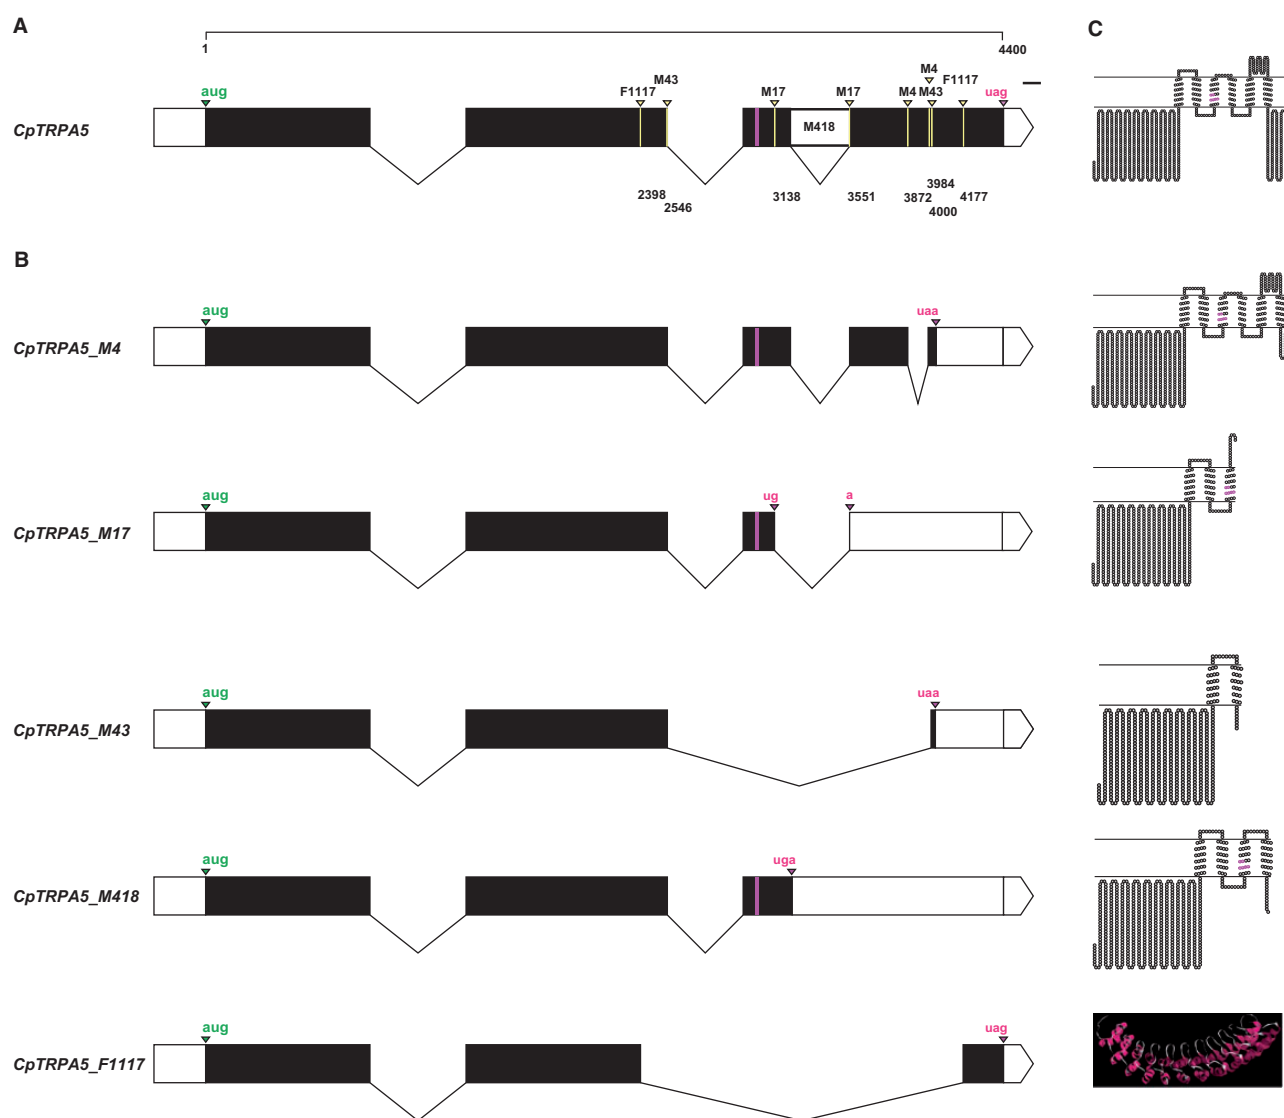 A
C
1
4400
M4
M43
F1117
F1117
M17
M17
M4
M43
aug
uag
CpTRPA5
M418
2398
2546
3138
3551
3872
3984
4000
4177
B
aug
uaa
CpTRPA5_M4
aug
ug
a
CpTRPA5_M17
aug
uaa
CpTRPA5_M43
aug
uga
CpTRPA5_M418
aug
uag
CpTRPA5_F1117